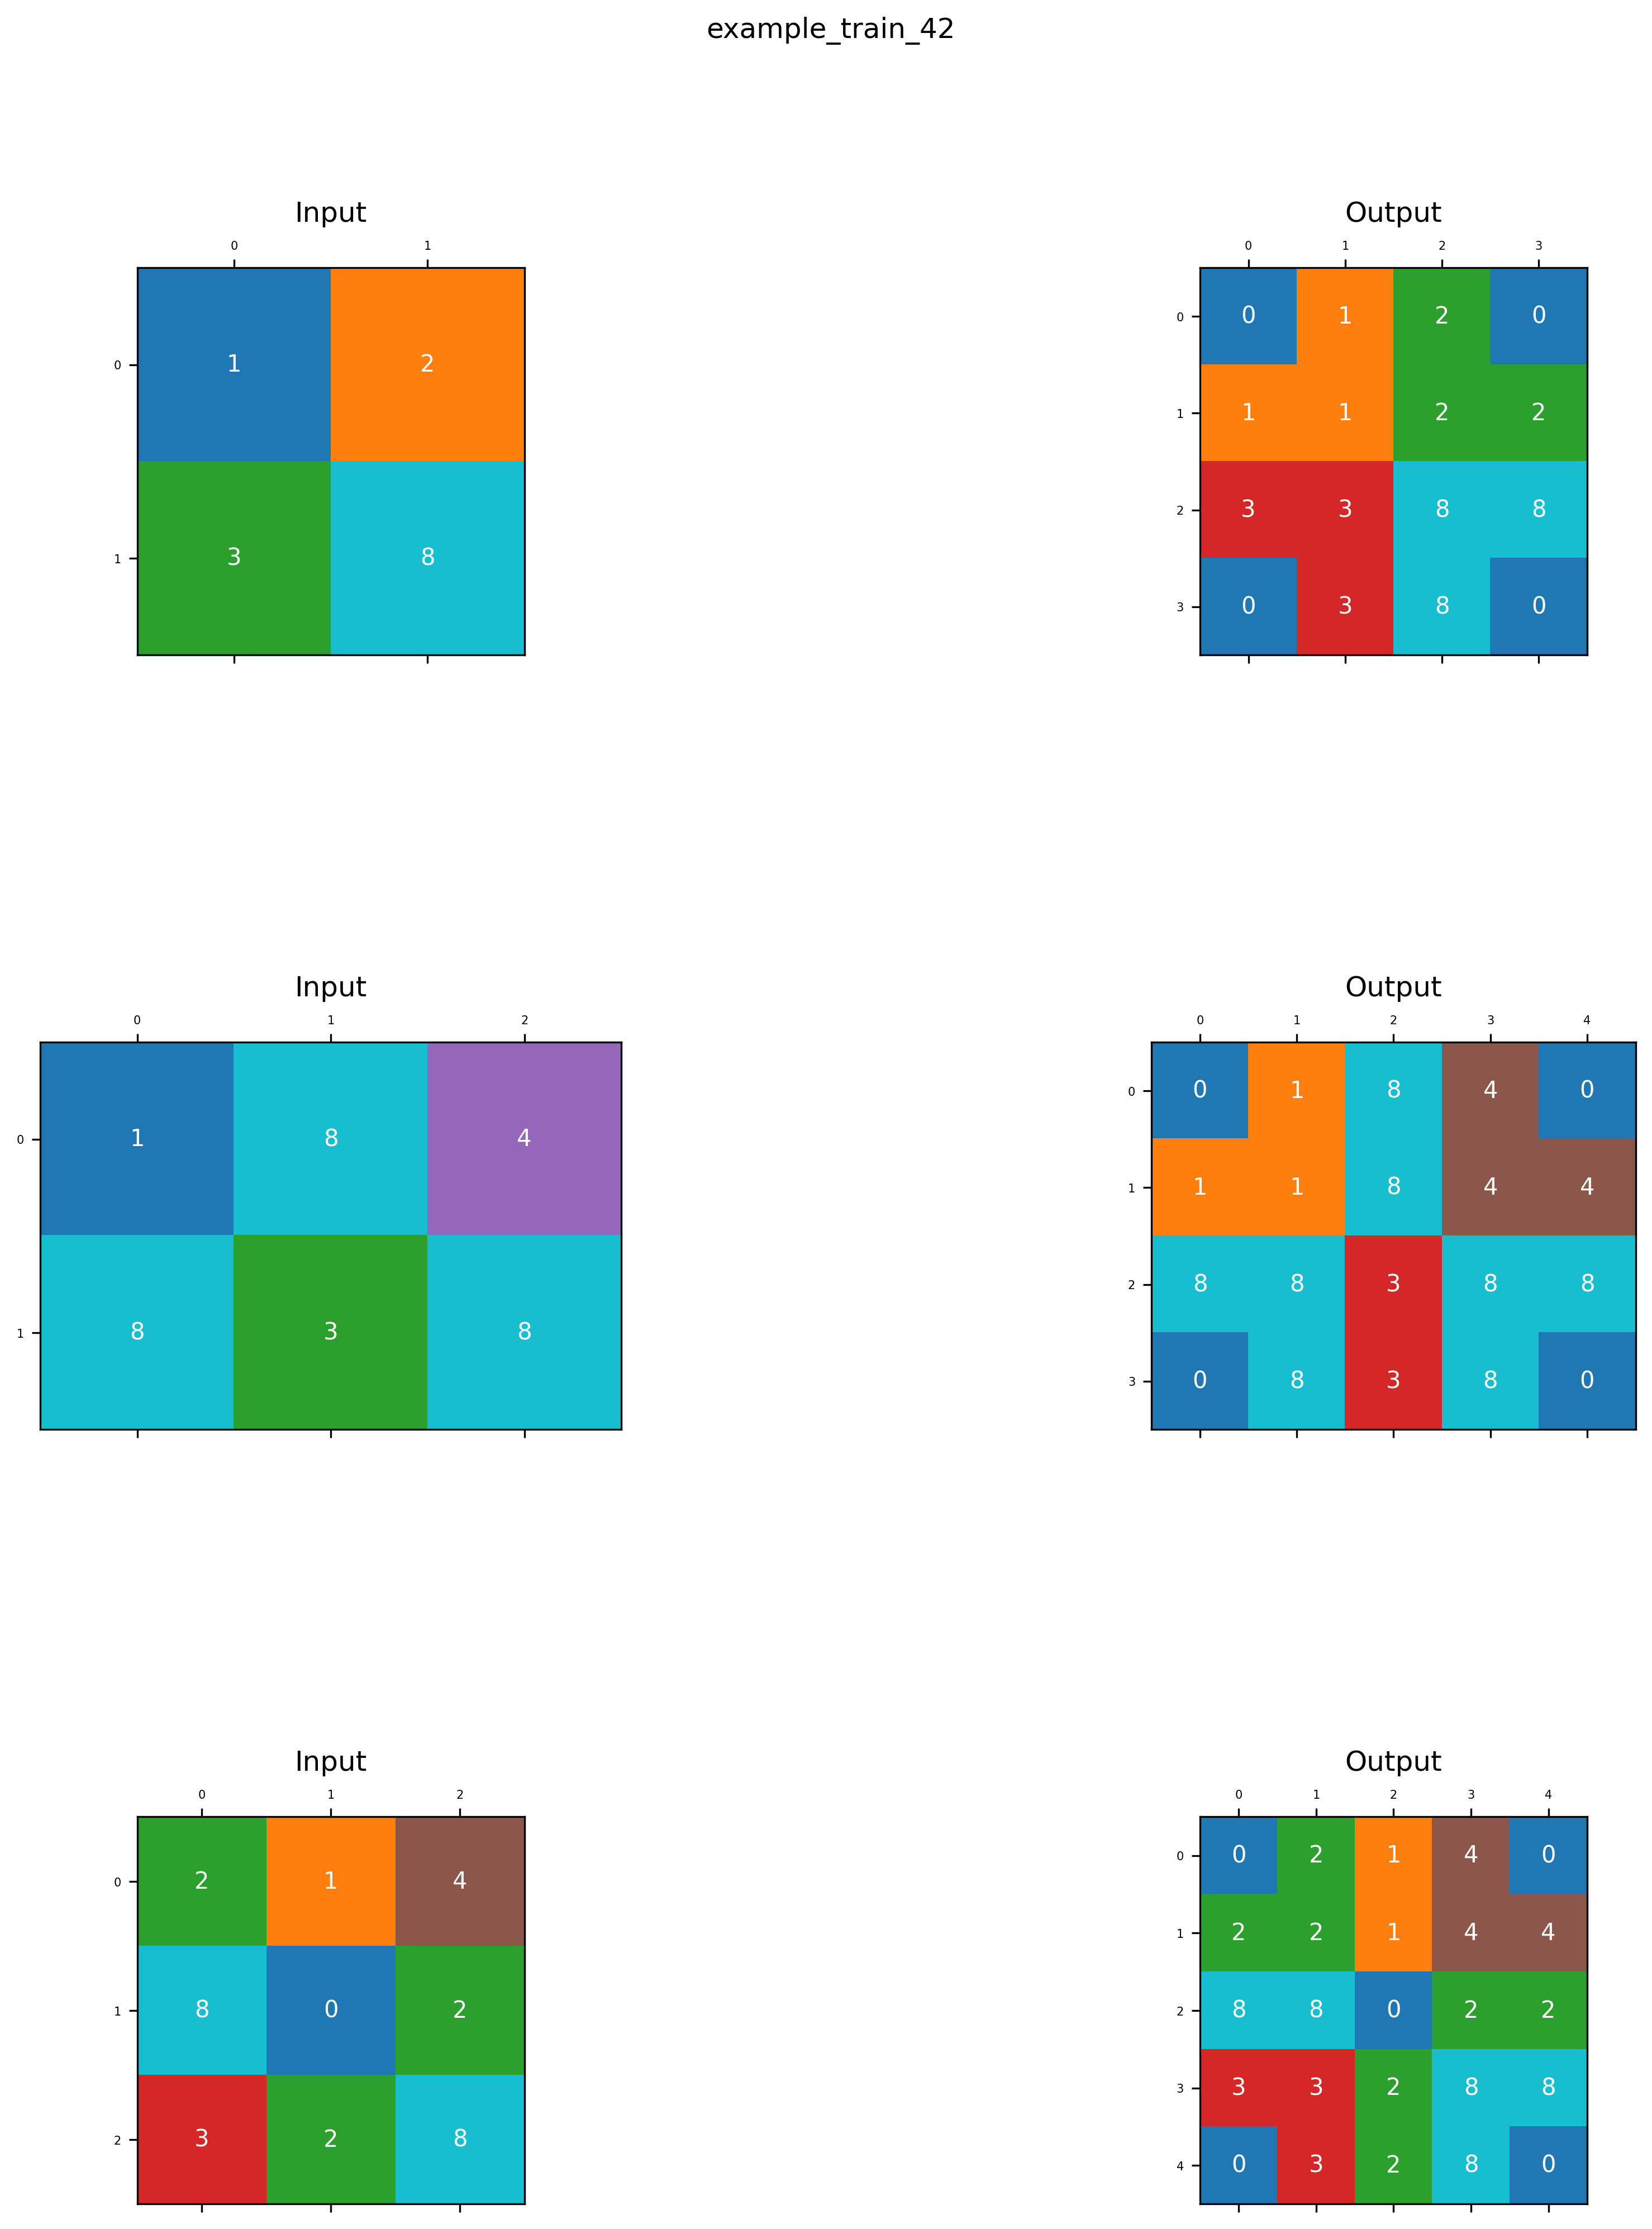 example_train_42
Input
Output
0 1
0 1 2 3
0 1 2
0 0 1 2 0
1 1 1 2 2
1 3 8
2 3 3 8 8
3 0 3 8 0
Input
Output
0 1 2
0 1 2 3 4
0 1 8 4
0 0 1 8 4 0
1 1 1 8 4 4
1 8 3 8
2 8 8 3 8 8
3 0 8 3 8 0
Input
Output
0 1 2
0 1 2 3 4
0 2 1 4
0 0 2 1 4 0
1 2 2 1 4 4
1 8 0 2
2 8 8 0 2 2
3 3 3 2 8 8
2 3 2 8
4 0 3 2 8 0